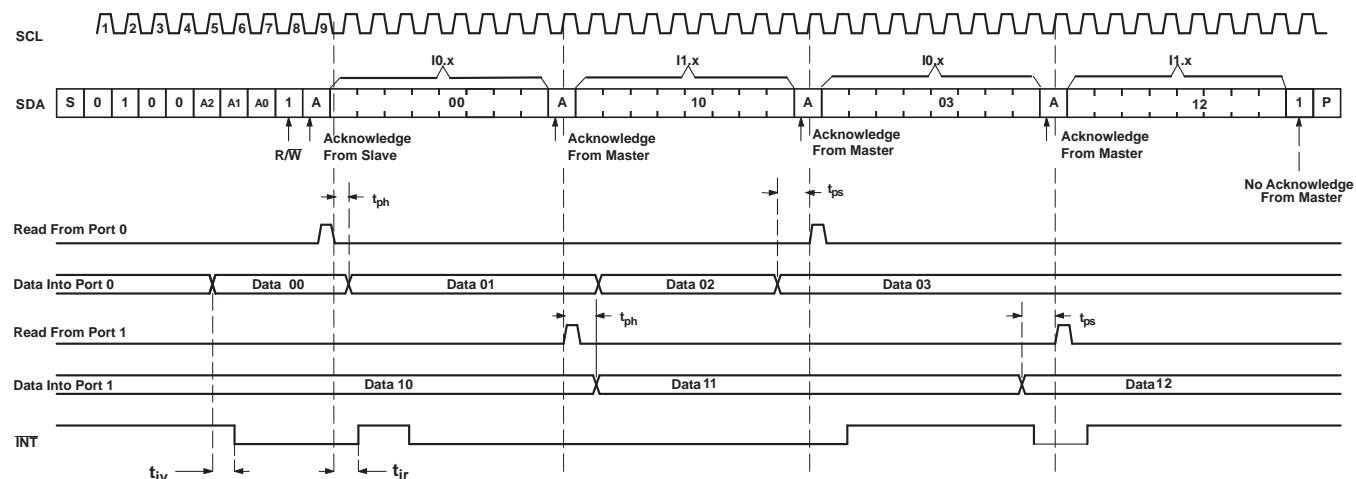 SCL
1 2 3 4 5 6 7 8 9
I0.x I1.x I0.x I1.x
SDA S 0 1 0 0 A2 A1 A0 1 A 00 A 10 A 03 A 12 1 P
R/W̅
Acknowledge
From Slave
Acknowledge
From Master
Acknowledge
From Master
Acknowledge
From Master
No Acknowledge
From Master
tph
tps
Read From Port 0
Data Into Port 0 Data 00 Data 01 Data 02 Data 03
tph
tps
Read From Port 1
Data Into Port 1 Data 10 Data 11 Data 12
I̅N̅T̅
tiv
tir